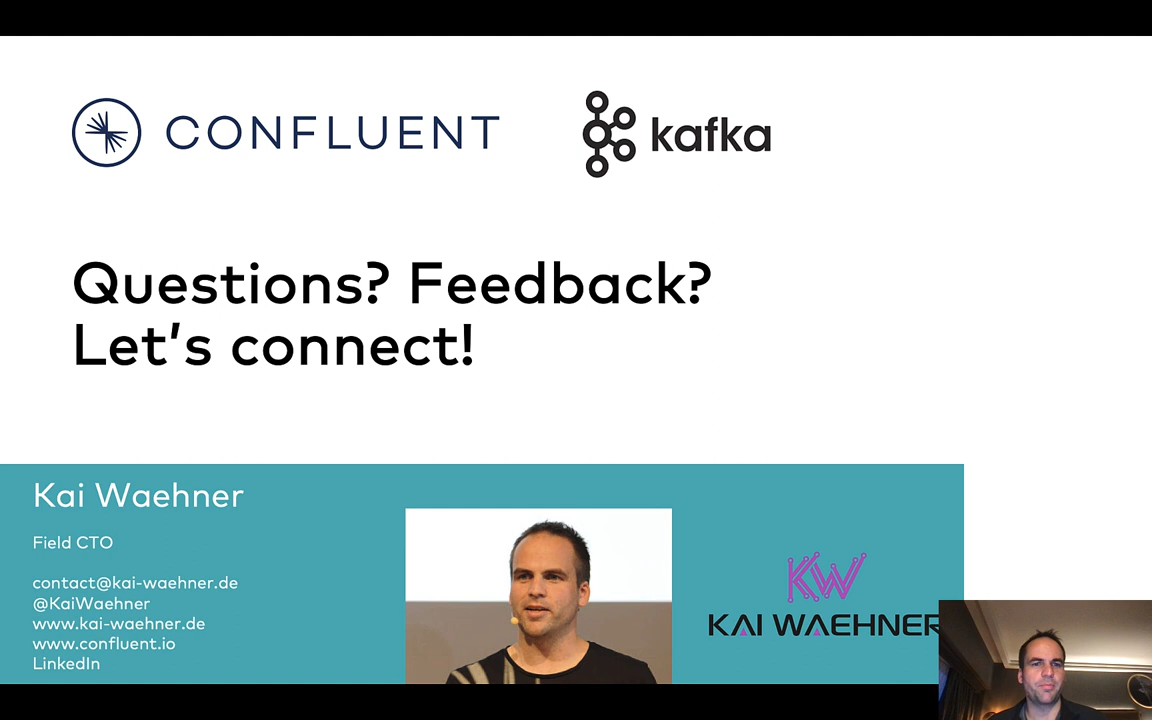 CONFLUENT
kafka
Questions? Feedback?
Let's connect!
Kai Waehner
Field CTO
contact@kai-waehner.de
@KaiWaehner
www.kai-waehner.de
www.confluent.io
LinkedIn
KW
KAI WAEHNER